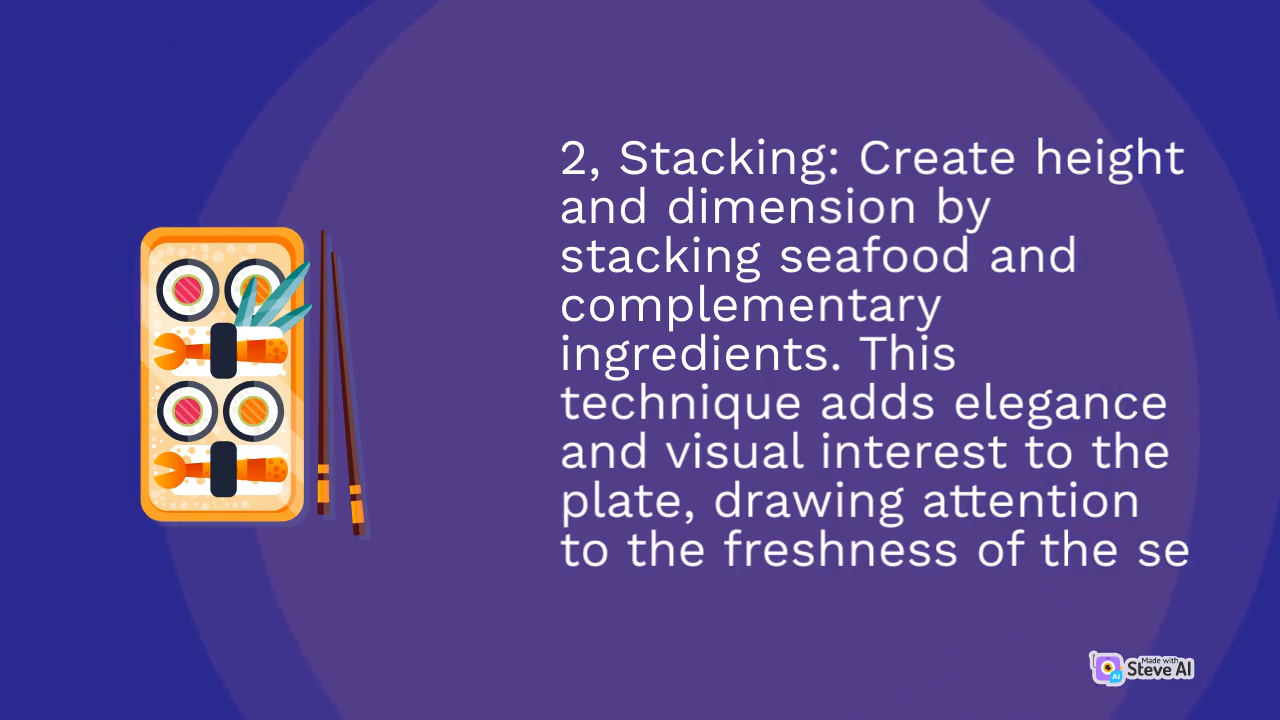 2, Stacking: Create height
and dimension by
stacking seafood and
complementary
ingredients. This
technique adds elegance
and visual interest to the
plate, drawing attention
to the freshness of the se
Made with
Steve AI
AI